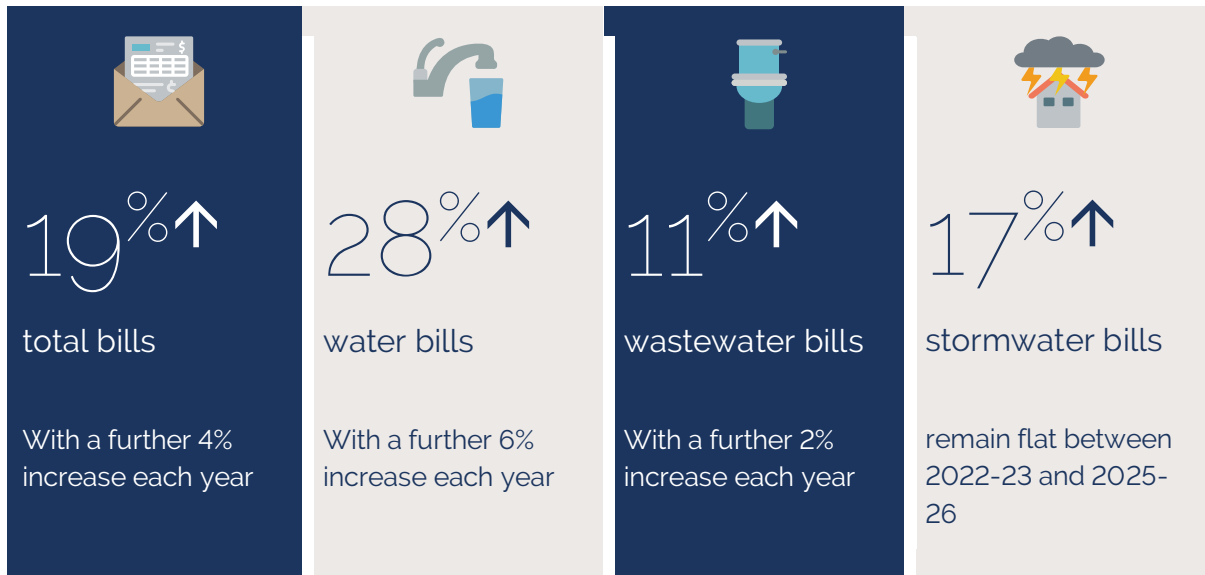 19%↑
total bills
With a further 4%
increase each year
28%↑
water bills
With a further 6%
increase each year
11%↑
wastewater bills
With a further 2%
increase each year
17%↑
stormwater bills
remain flat between
2022-23 and 2025-
26